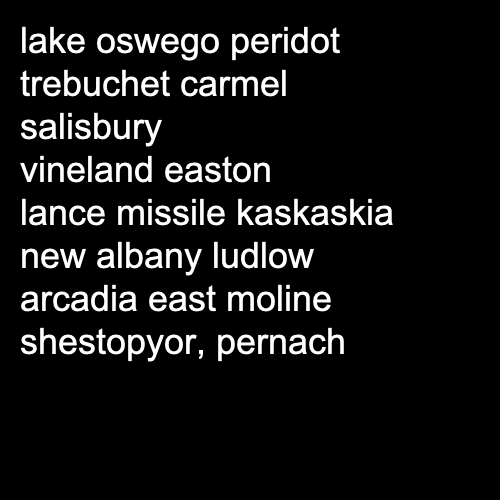 lake oswego peridot
trebuchet carmel
salisbury
vineland easton
lance missile kaskaskia
new albany ludlow
arcadia east moline
shestopyor, pernach